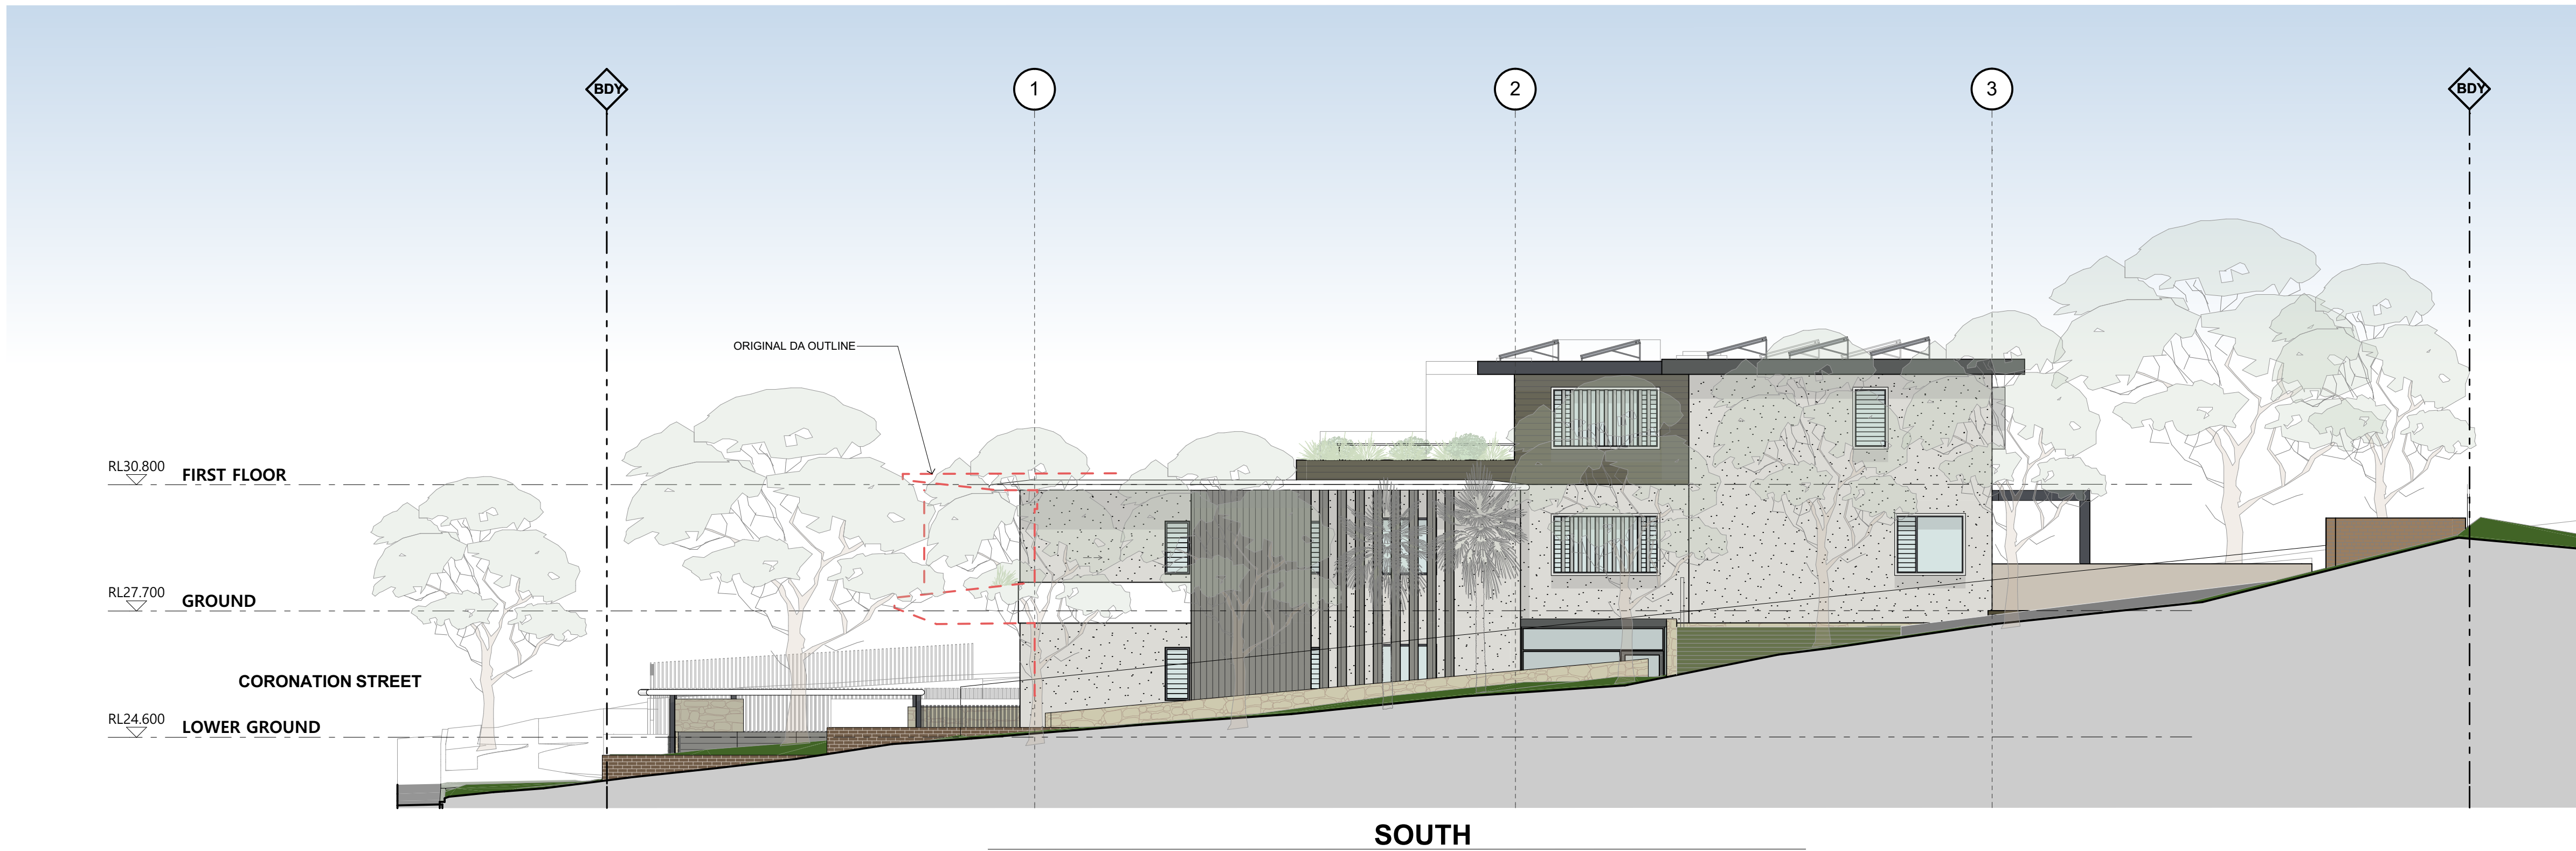 BDY
1
2
3
BDY
ORIGINAL DA OUTLINE
RL30.800
FIRST FLOOR
RL27.700
GROUND
CORONATION STREET
RL24.600
LOWER GROUND
SOUTH